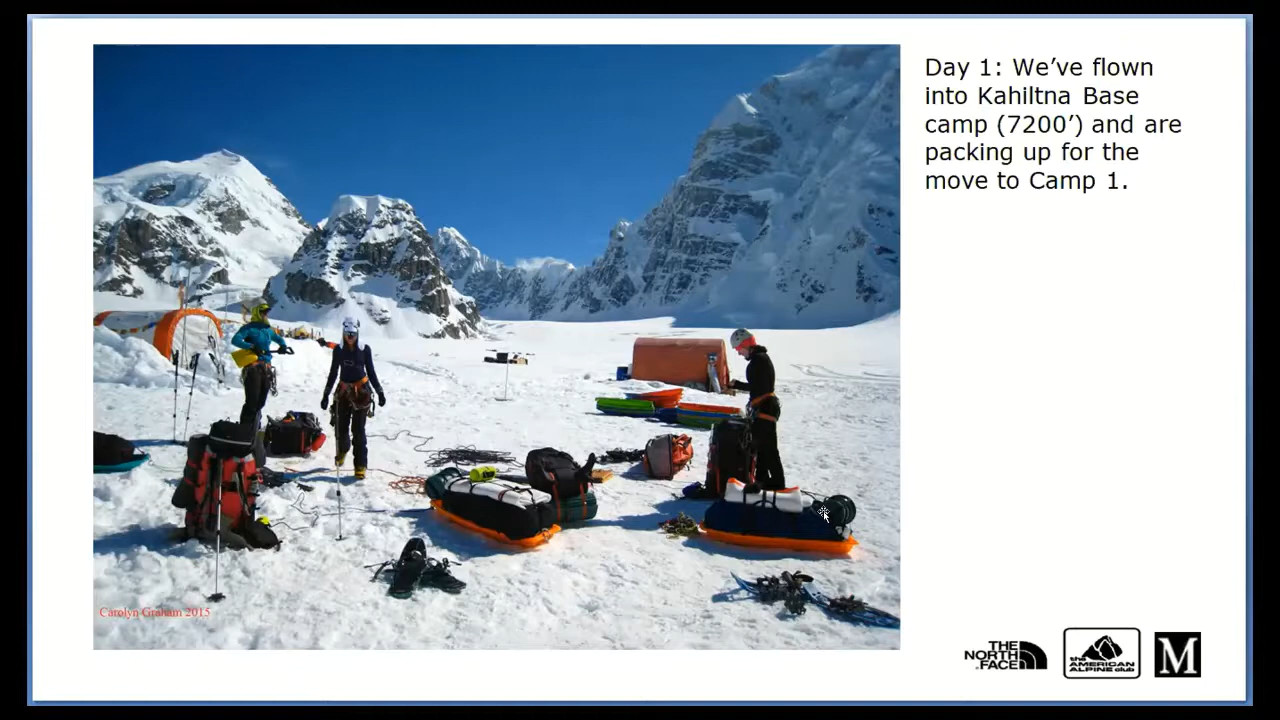 Day 1: We’ve flown
into Kahiltna Base
camp (7200’) and are
packing up for the
move to Camp 1.
Carolyn Graham 2015
THE
NORTH
FACE
the
AMERICAN
ALPINE club
M